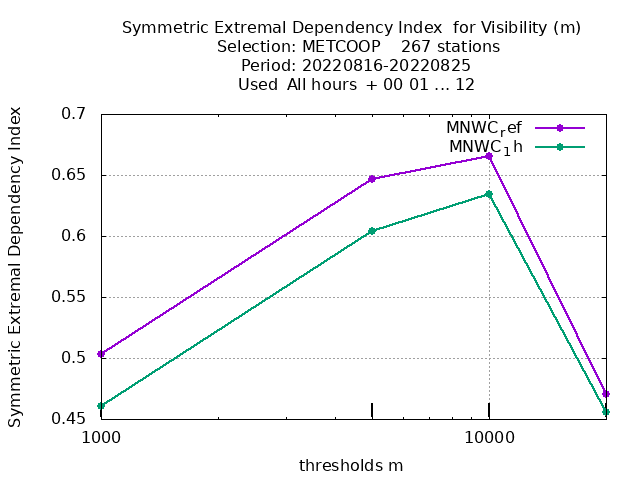 Symmetric Extremal Dependency Index  for Visibility (m)
Selection: METCOOP    267 stations
Period: 20220816-20220825
Used  All hours  + 00 01 ... 12
MNWC_ref
MNWC_1h
0.7
0.65
0.6
0.55
0.5
0.45
Symmetric Extremal Dependency Index
1000
10000
thresholds m